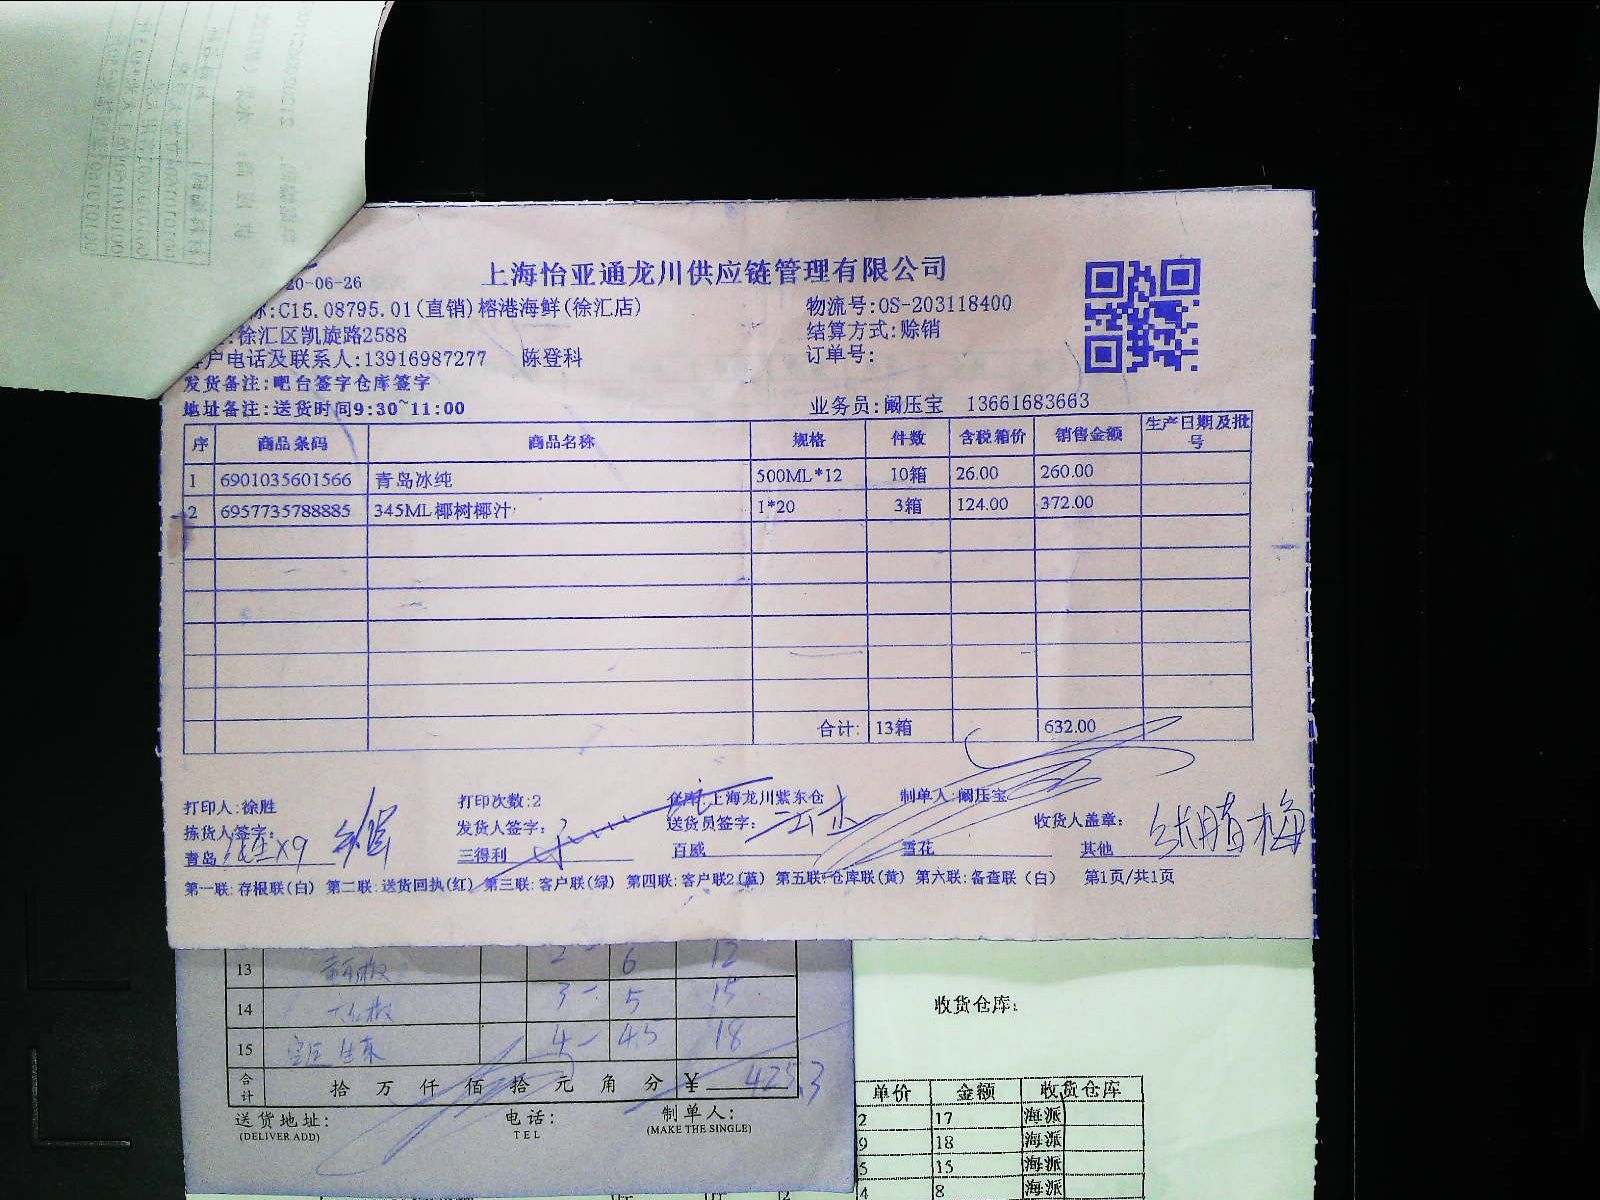 上海怡亚通龙川供应链管理有限公司
20-06-26
C15.08795.01(直销)榕港海鲜(徐汇店)
物流号:OS-203118400
徐汇区凯旋路2588
结算方式:赊销
户电话及联系人:13916987277 陈登科
订单号:
发货备注:吧台签字仓库签字
地址备注:送货时间9:30~11:00
业务员:阚压宝 13661683663
序 商品条码 商品名称 规格 件数 含税箱价 销售金额 生产日期及批号
1 6901035601566 青岛冰纯 500ML*12 10箱 26.00 260.00
2 6957735788885 345ML椰树椰汁 1*20 3箱 124.00 372.00
合计: 13箱 632.00
打印人:徐胜 打印次数:2 仓库:上海龙川紫东仓 制单人:阚压宝
拣货人签字: 发货人签字: 送货员签字: 收货人盖章:
青岛 三得利 百威 雪花 其他
第一联:存根联(白) 第二联:送货回执(红) 第三联:客户联(绿) 第四联:客户联2(蓝) 第五联:仓库联(黄) 第六联:备查联(白) 第1页/共1页
13 6 12
14 3- 5 15
15 4- 4.5 18
合计 拾 万 仟 佰 拾 元 角 分 ¥ 425.3
送货地址: 电话: 制单人:
(DELIVER ADD) TEL (MAKE THE SINGLE)
收货仓库:
单价 金额 收货仓库
2 17 海派
9 18 海派
5 15 海派
4 8 海派